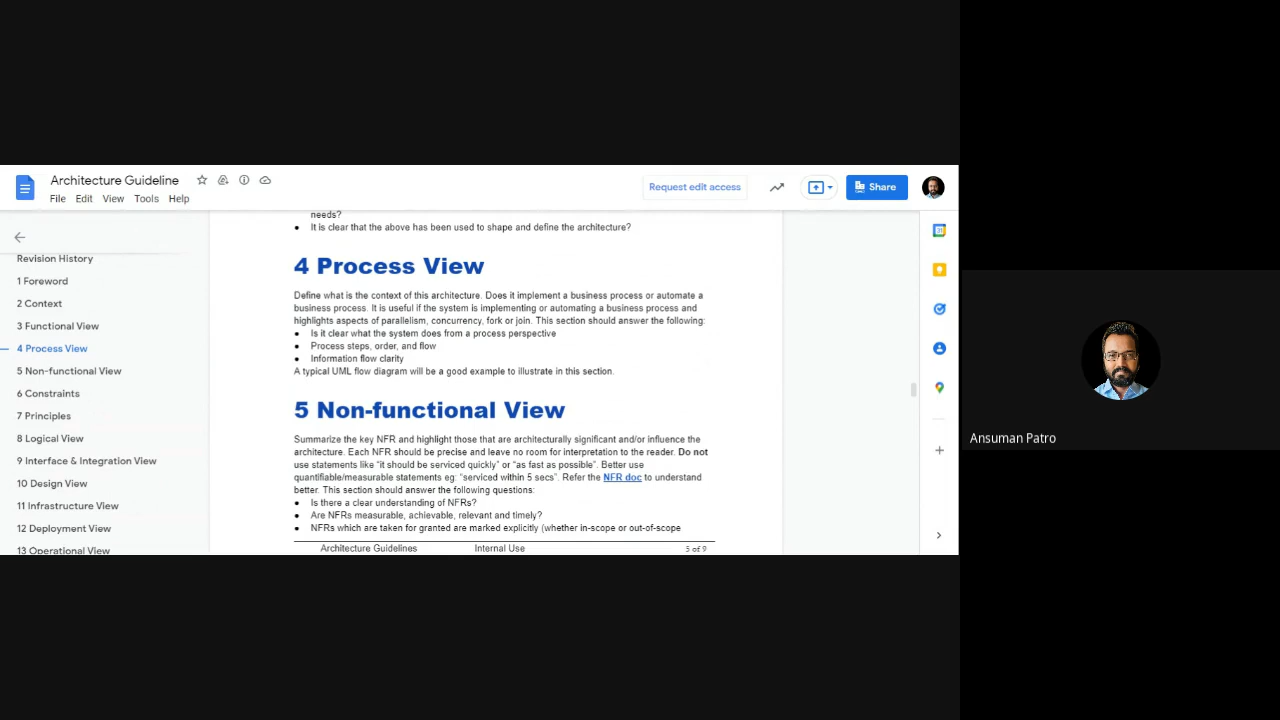 Architecture Guideline
File Edit View Tools Help
Request edit access
Share
Revision History
1 Foreword
2 Context
3 Functional View
4 Process View
5 Non-functional View
6 Constraints
7 Principles
8 Logical View
9 Interface & Integration View
10 Design View
11 Infrastructure View
12 Deployment View
13 Operational View
needs?
● It is clear that the above has been used to shape and define the architecture?
4 Process View
Define what is the context of this architecture. Does it implement a business process or automate a
business process. It is useful if the system is implementing or automating a business process and
highlights aspects of parallelism, concurrency, fork or join. This section should answer the following:
● Is it clear what the system does from a process perspective
● Process steps, order, and flow
● Information flow clarity
A typical UML flow diagram will be a good example to illustrate in this section.
5 Non-functional View
Summarize the key NFR and highlight those that are architecturally significant and/or influence the
architecture. Each NFR should be precise and leave no room for interpretation to the reader. Do not
use statements like “it should be serviced quickly” or “as fast as possible”. Better use
quantifiable/measurable statements eg: “serviced within 5 secs”. Refer the NFR doc to understand
better. This section should answer the following questions:
● Is there a clear understanding of NFRs?
● Are NFRs measurable, achievable, relevant and timely?
● NFRs which are taken for granted are marked explicitly (whether in-scope or out-of-scope
Architecture Guidelines Internal Use 5 of 9
Ansuman Patro